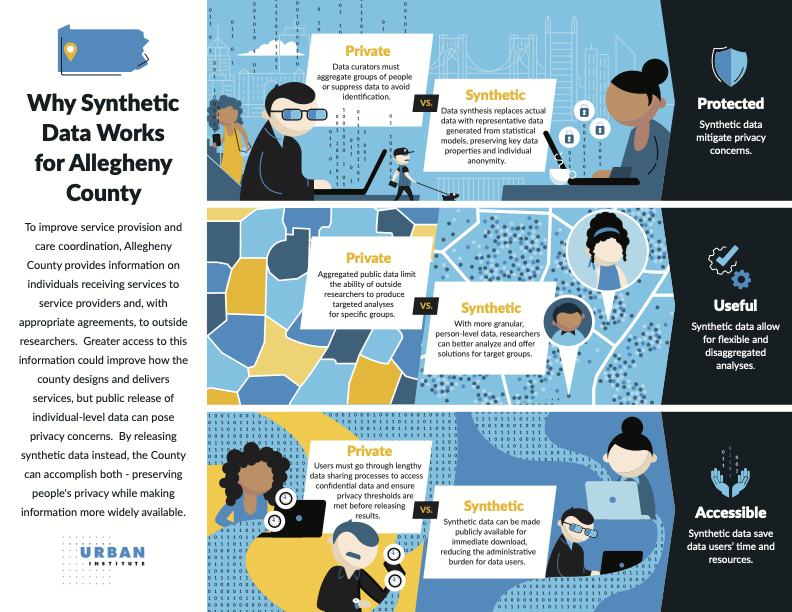 Why Synthetic
Data Works
for Allegheny
County
To improve service provision and
care coordination, Allegheny
County provides information on
individuals receiving services to
service providers and, with
appropriate agreements, to outside
researchers. Greater access to this
information could improve how the
county designs and delivers
services, but public release of
individual-level data can pose
privacy concerns. By releasing
synthetic data instead, the County
can accomplish both - preserving
people's privacy while making
information more widely available.
URBAN
INSTITUTE
Private
Data curators must
aggregate groups of people
or suppress data to avoid
identification.
VS.
Synthetic
Data synthesis replaces actual
data with representative data
generated from statistical
models, preserving key data
properties and individual
anonymity.
Protected
Synthetic data
mitigate privacy
concerns.
Private
Aggregated public data limit
the ability of outside
researchers to produce
targeted analyses
for specific groups.
VS.
Synthetic
With more granular,
person-level data, researchers
can better analyze and offer
solutions for target groups.
Useful
Synthetic data allow
for flexible and
disaggregated
analyses.
Private
Users must go through lengthy
data sharing processes to access
confidential data and ensure
privacy thresholds are
met before releasing
results.
VS.
Synthetic
Synthetic data can be made
publicly available for
immediate download,
reducing the administrative
burden for data users.
Accessible
Synthetic data save
data users' time and
resources.